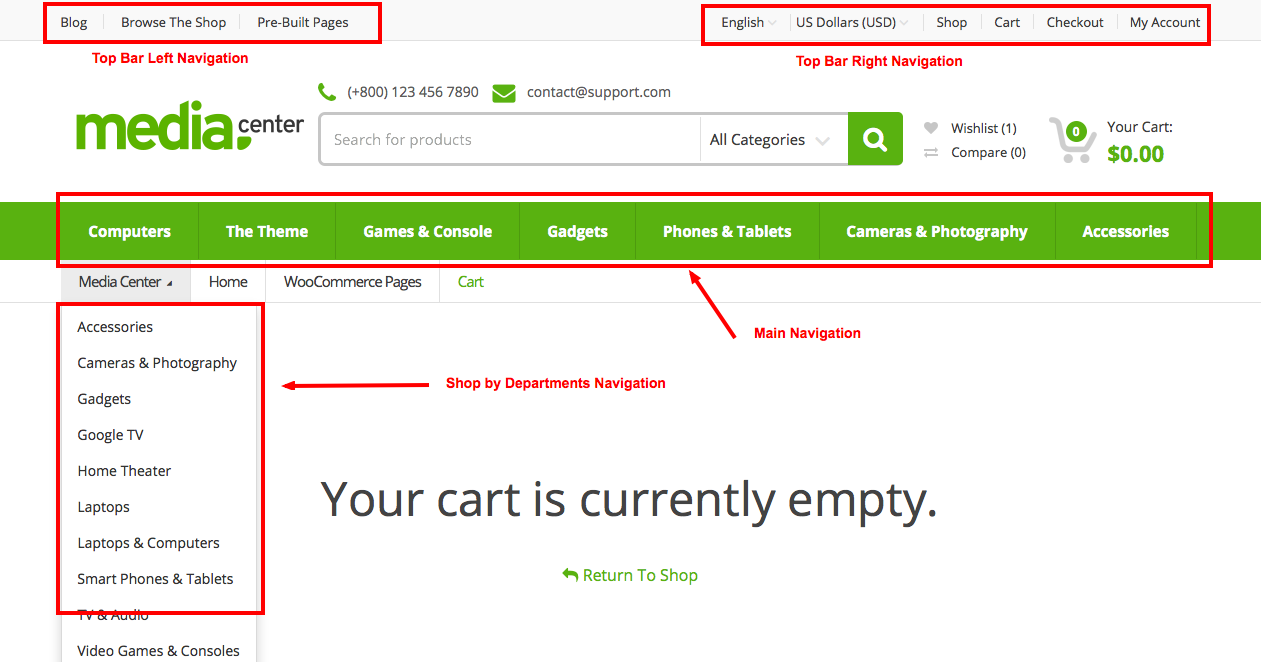 Blog Browse The Shop Pre-Built Pages English US Dollars (USD) Shop Cart Checkout My Account
Top Bar Left Navigation Top Bar Right Navigation
(+800) 123 456 7890 contact@support.com
media center
Search for products All Categories
Wishlist (1)
Compare (0)
0
Your Cart:
$0.00
Computers The Theme Games & Console Gadgets Phones & Tablets Cameras & Photography Accessories
Media Center Home WooCommerce Pages Cart
Accessories
Main Navigation
Cameras & Photography
Shop by Departments Navigation
Gadgets
Google TV
Home Theater
Your cart is currently empty.
Laptops
Laptops & Computers
Smart Phones & Tablets
Return To Shop
TV & Audio
Video Games & Consoles